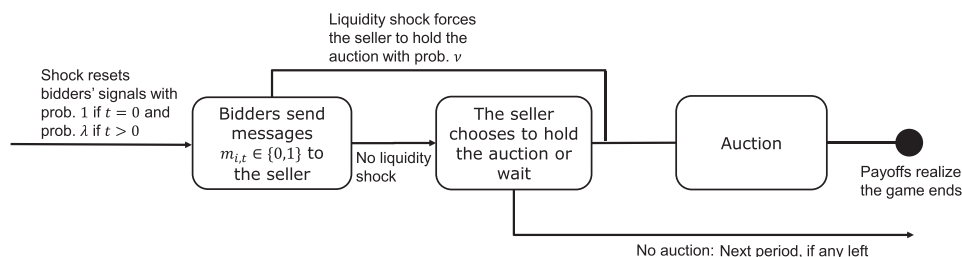 Liquidity shock forces
the seller to hold the
auction with prob. ν
Shock resets
bidders' signals with
prob. 1 if t = 0 and
prob. λ if t > 0
Bidders send
messages
m_{i,t} ∈ {0,1} to
the seller
No liquidity
shock
The seller
chooses to hold
the auction or
wait
Auction
Payoffs realize
the game ends
No auction: Next period, if any left